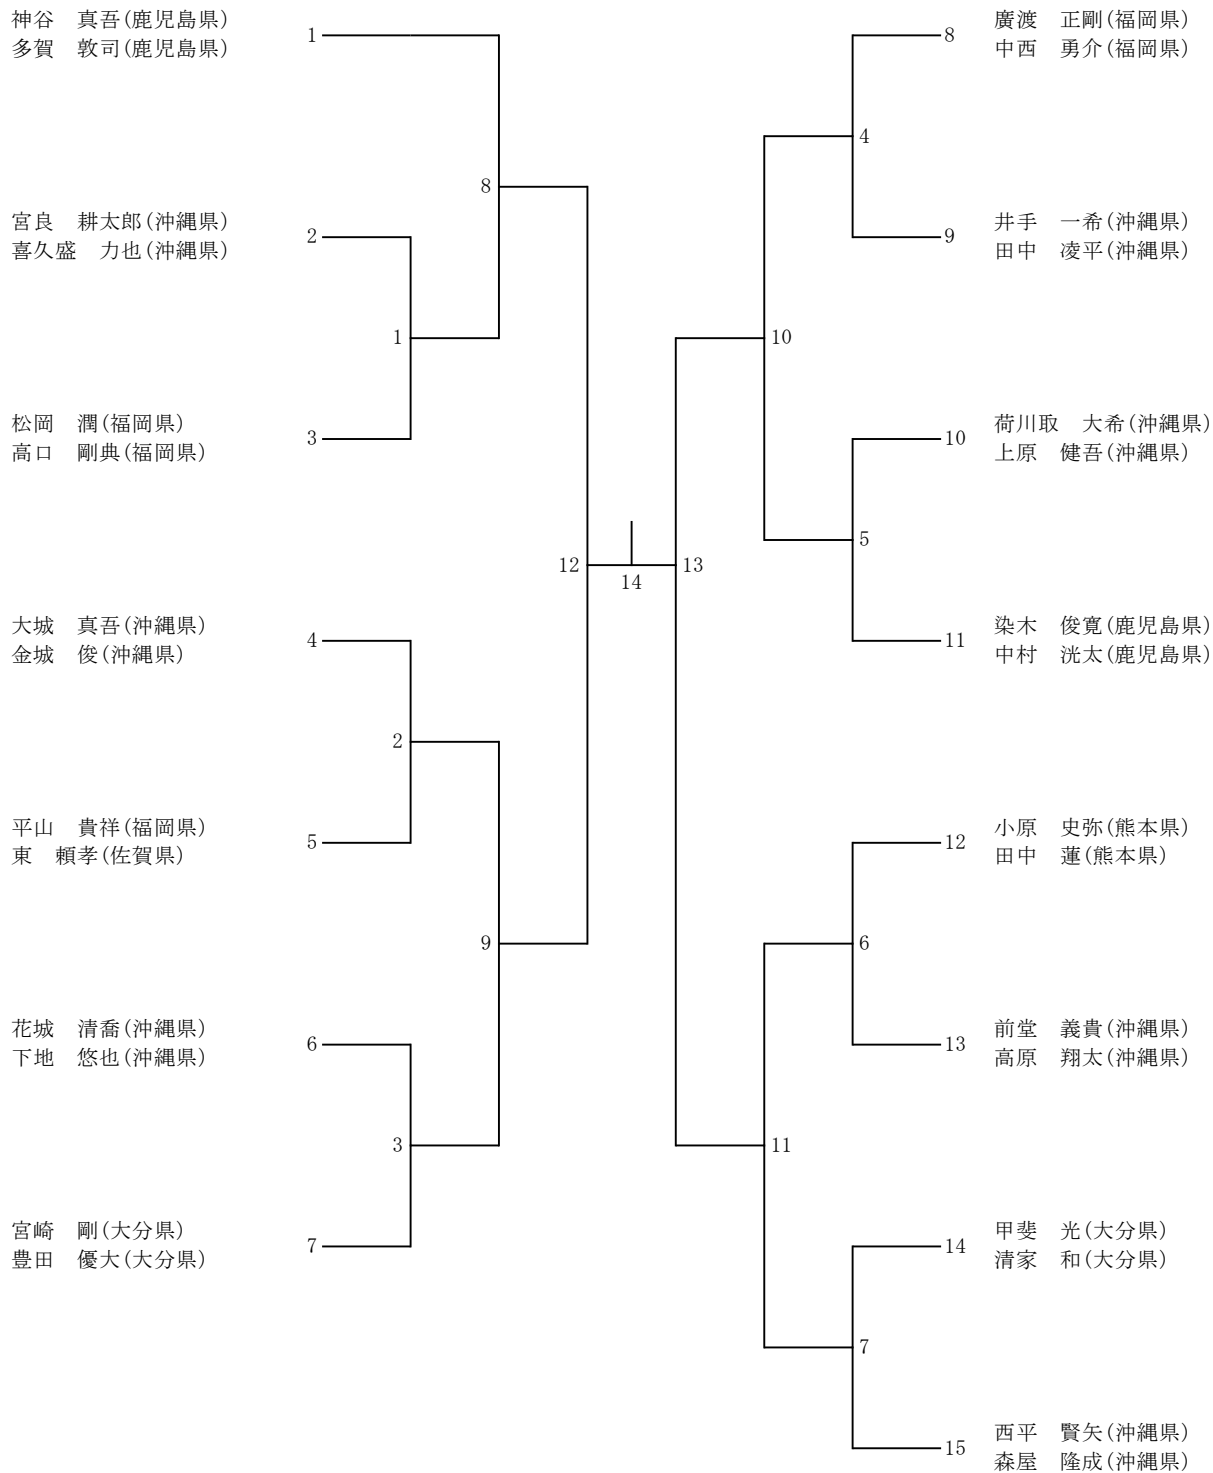 神谷　真吾(鹿児島県)
多賀　敦司(鹿児島県)
1
宮良　耕太郎(沖縄県)
喜久盛　力也(沖縄県)
2
松岡　潤(福岡県)
高口　剛典(福岡県)
3
大城　真吾(沖縄県)
金城　俊(沖縄県)
4
平山　貴祥(福岡県)
東　頼孝(佐賀県)
5
花城　清喬(沖縄県)
下地　悠也(沖縄県)
6
宮崎　剛(大分県)
豊田　優大(大分県)
7
1
2
3
8
9
12
14
13
10
11
4
5
6
7
8
廣渡　正剛(福岡県)
中西　勇介(福岡県)
9
井手　一希(沖縄県)
田中　凌平(沖縄県)
10
荷川取　大希(沖縄県)
上原　健吾(沖縄県)
11
染木　俊寛(鹿児島県)
中村　洸太(鹿児島県)
12
小原　史弥(熊本県)
田中　蓮(熊本県)
13
前堂　義貴(沖縄県)
高原　翔太(沖縄県)
14
甲斐　光(大分県)
清家　和(大分県)
15
西平　賢矢(沖縄県)
森屋　隆成(沖縄県)